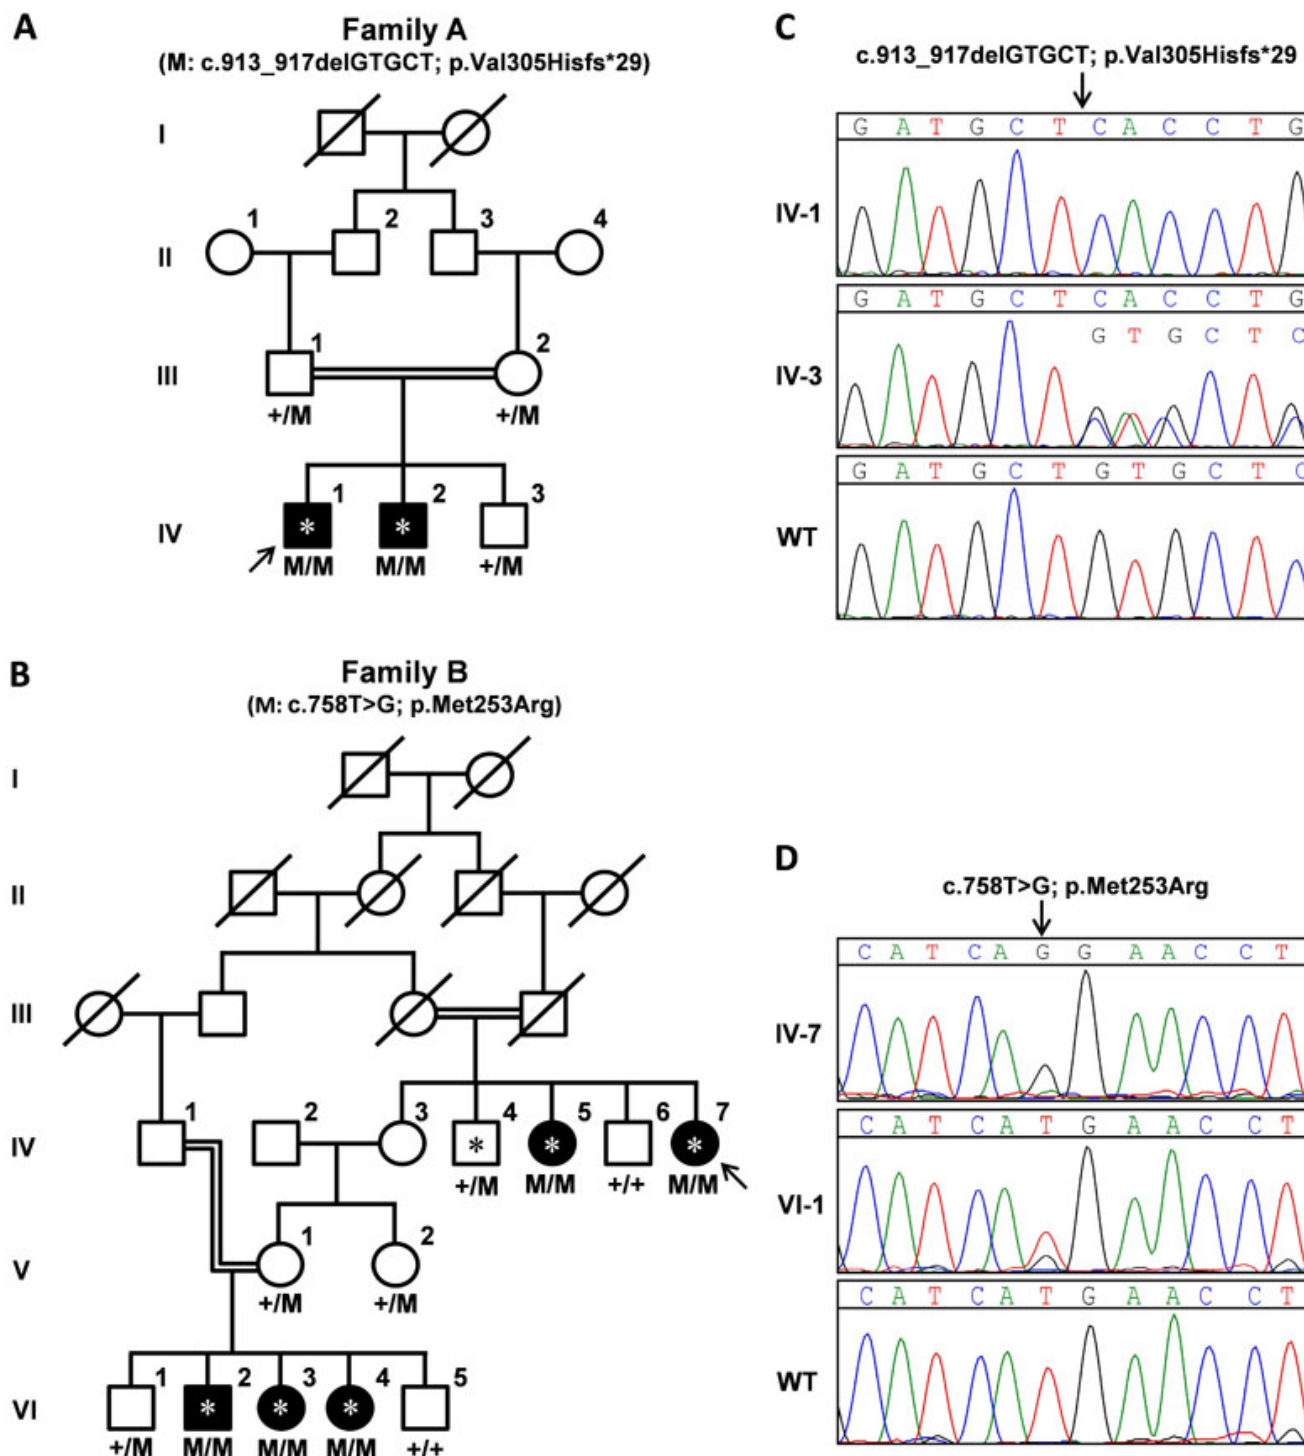 A
Family A
(M: c.913_917delGTGCT; p.Val305Hisfs*29)
I
1 2 3 4
II
1 2
III
+/M +/M
1 2 3
* *
IV
M/M M/M +/M
B
Family B
(M: c.758T>G; p.Met253Arg)
I
II
III
1 2 3 4 5 6 7
* * *
IV
+/M M/M +/+ M/M
1 2
V
+/M +/M
1 2 3 4 5
* * *
VI
+/M M/M M/M M/M +/+
C
c.913_917delGTGCT; p.Val305Hisfs*29
G A T G C T C A C C T G
IV-1
G A T G C T C A C C T G
G T G C T C
IV-3
G A T G C T G T G C T C
WT
D
c.758T>G; p.Met253Arg
C A T C A G G A A C C T
IV-7
C A T C A T G A A C C T
VI-1
C A T C A T G A A C C T
WT